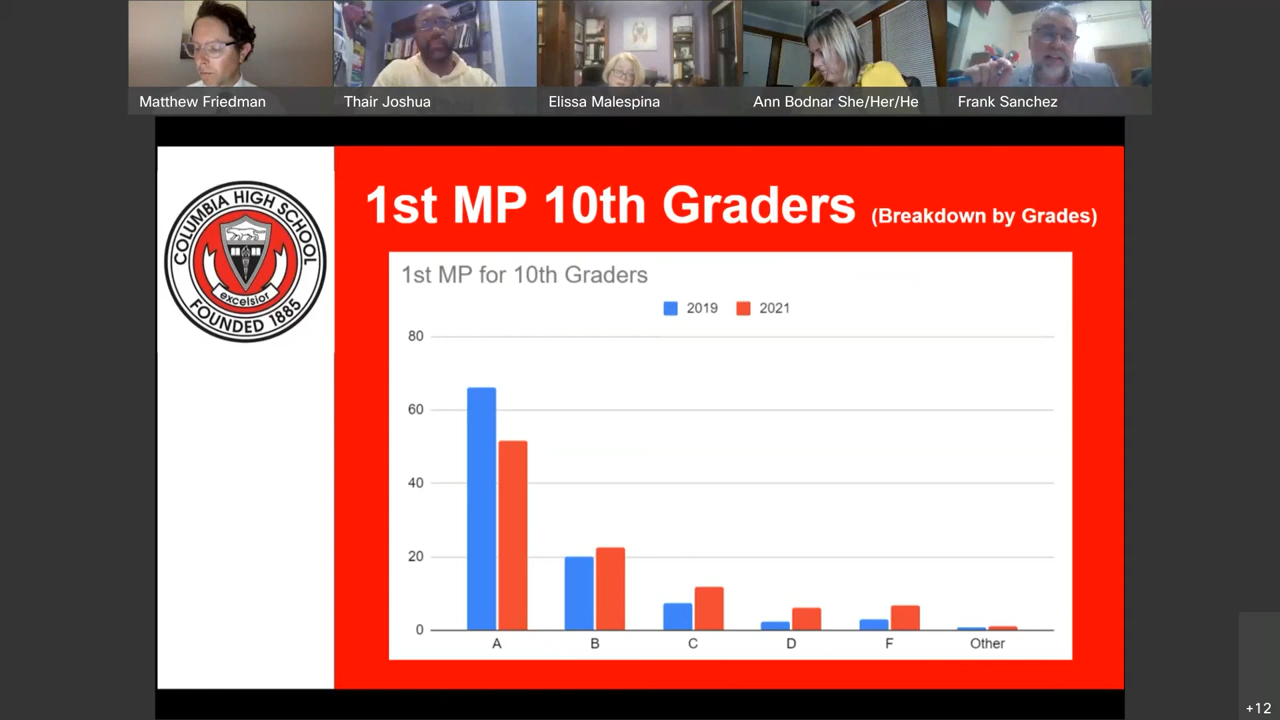 Matthew Friedman
Thair Joshua
Elissa Malespina
Ann Bodnar She/Her/He
Frank Sanchez
COLUMBIA HIGH SCHOOL
excelsior
FOUNDED 1885
1st MP 10th Graders (Breakdown by Grades)
1st MP for 10th Graders
2019 2021
80
60
40
20
0
A B C D F Other
+12